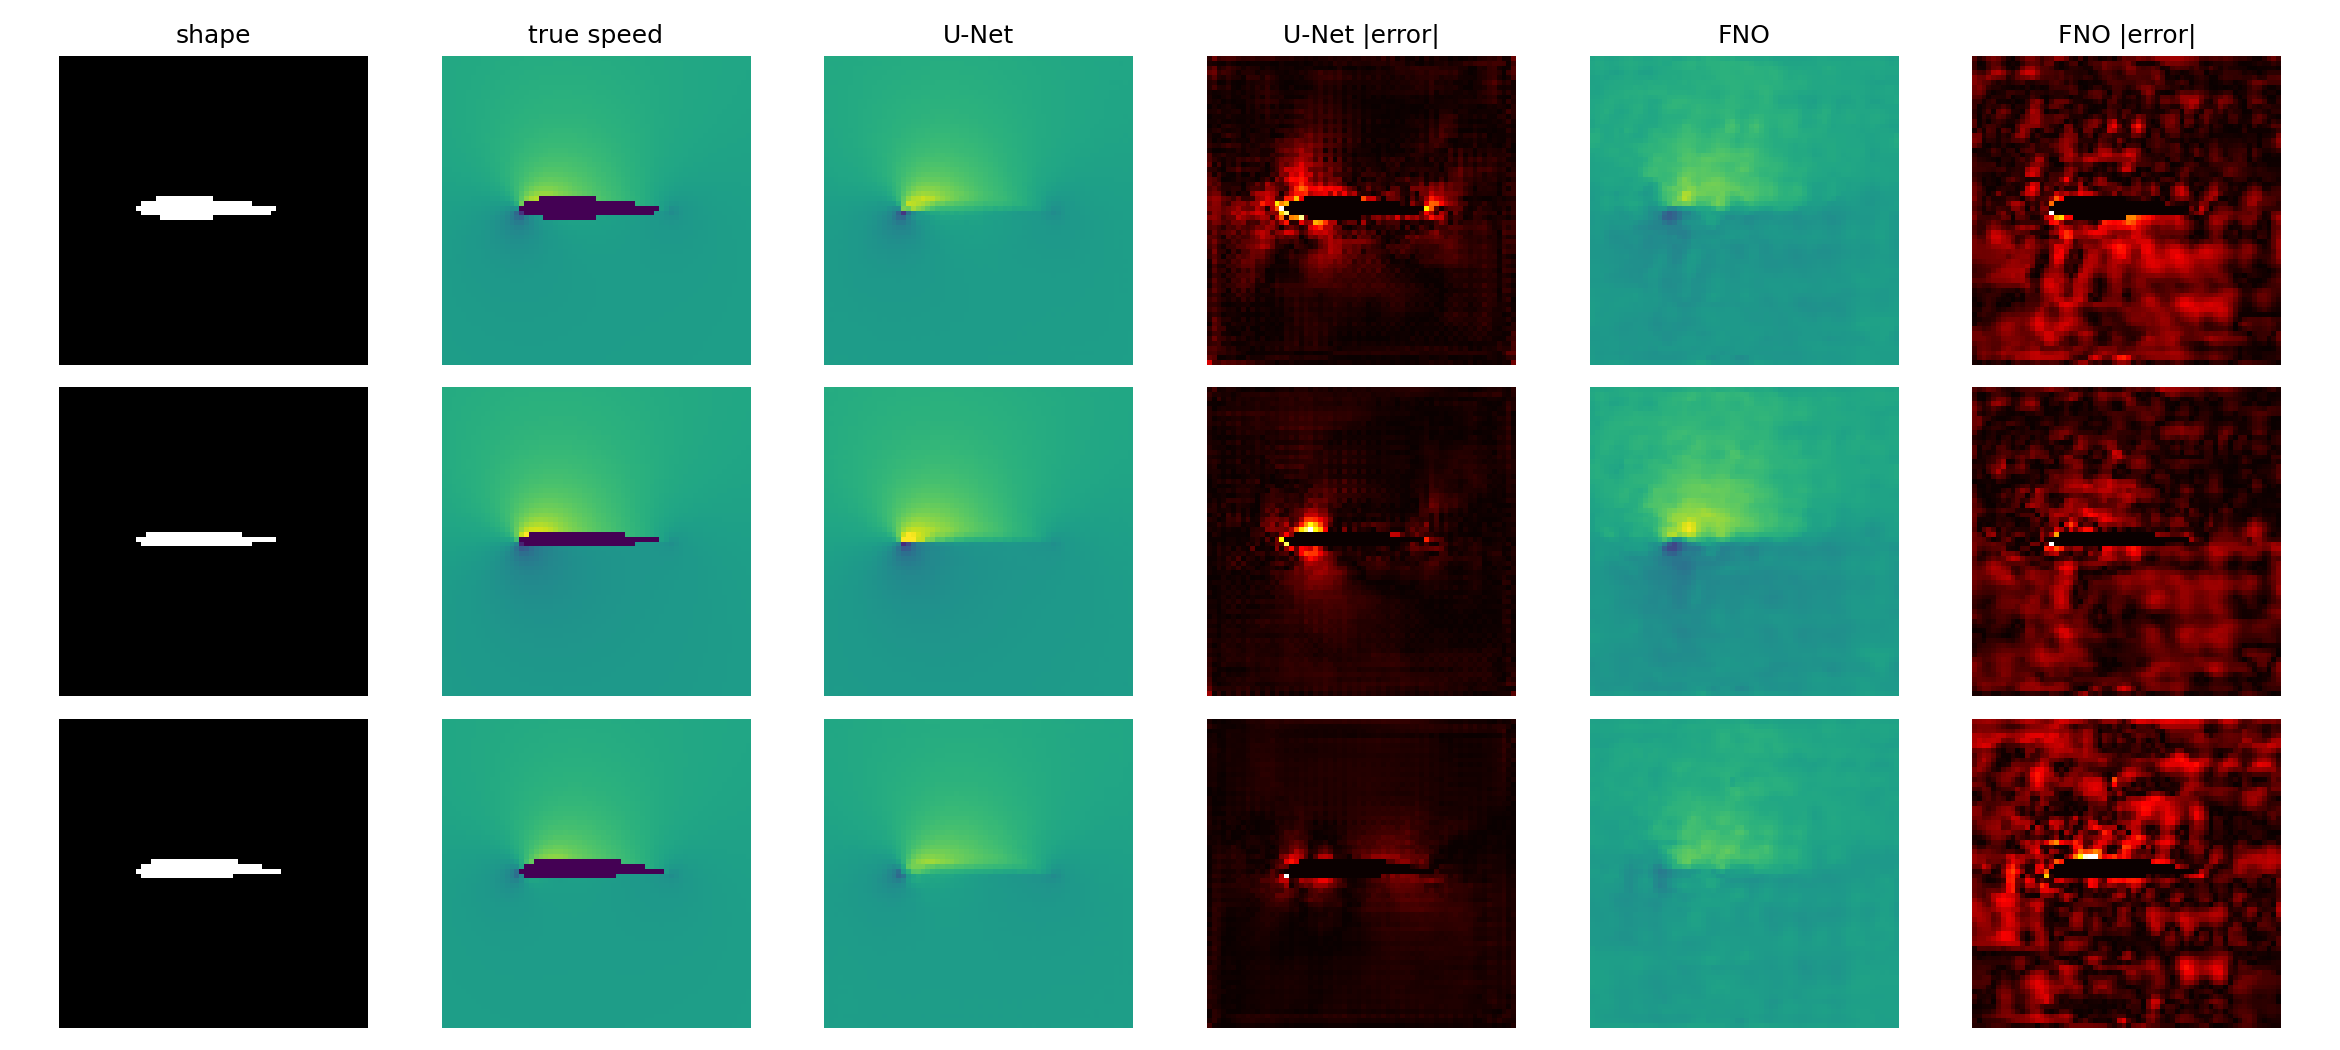 shape
true speed
U-Net
U-Net |error|
FNO
FNO |error|